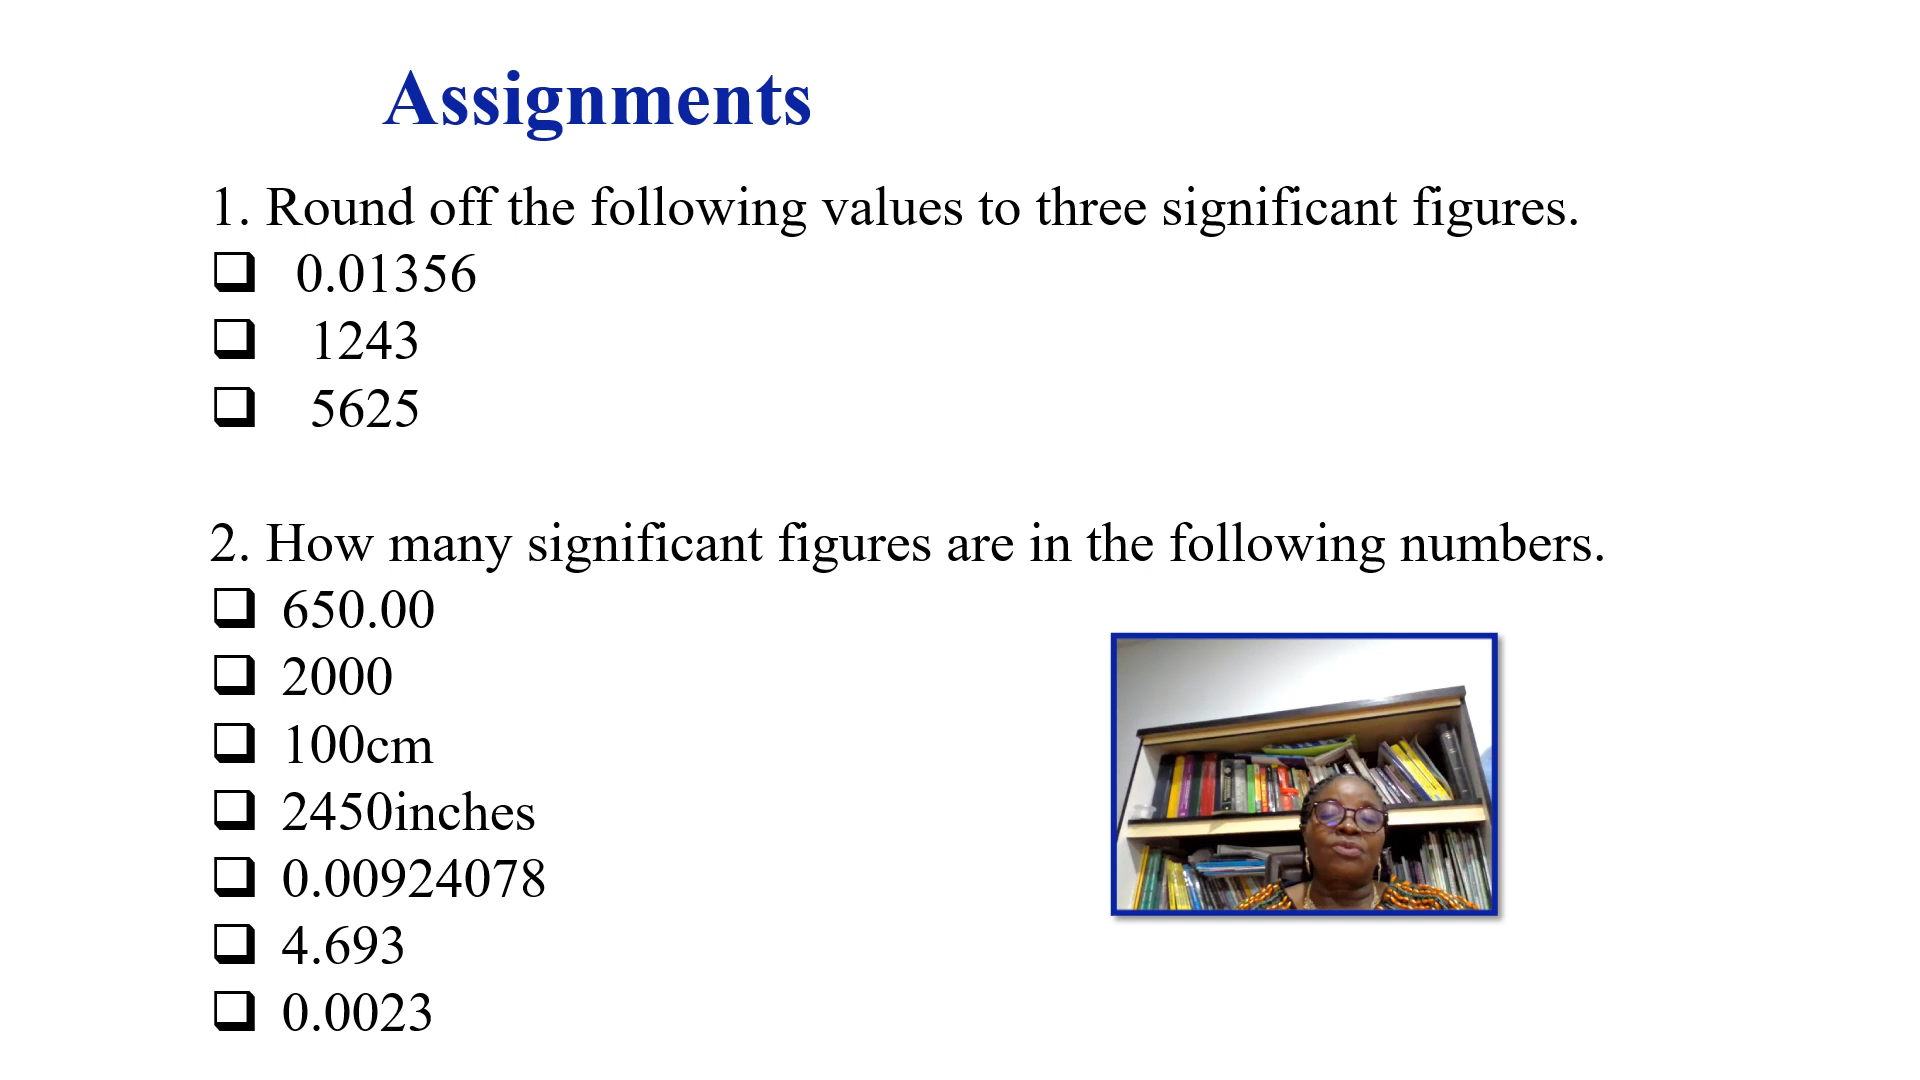 Assignments
1. Round off the following values to three significant figures.
0.01356
1243
5625
2. How many significant figures are in the following numbers.
650.00
2000
100cm
2450inches
0.00924078
4.693
0.0023